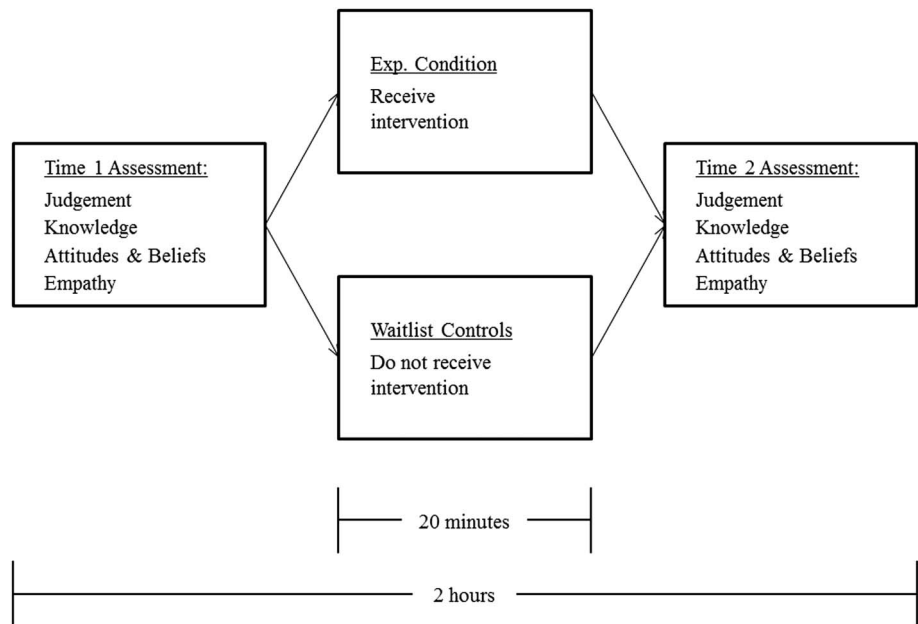 Exp. Condition
Receive
intervention
Time 1 Assessment:
Judgement
Knowledge
Attitudes & Beliefs
Empathy
Time 2 Assessment:
Judgement
Knowledge
Attitudes & Beliefs
Empathy
Waitlist Controls
Do not receive
intervention
20 minutes
2 hours